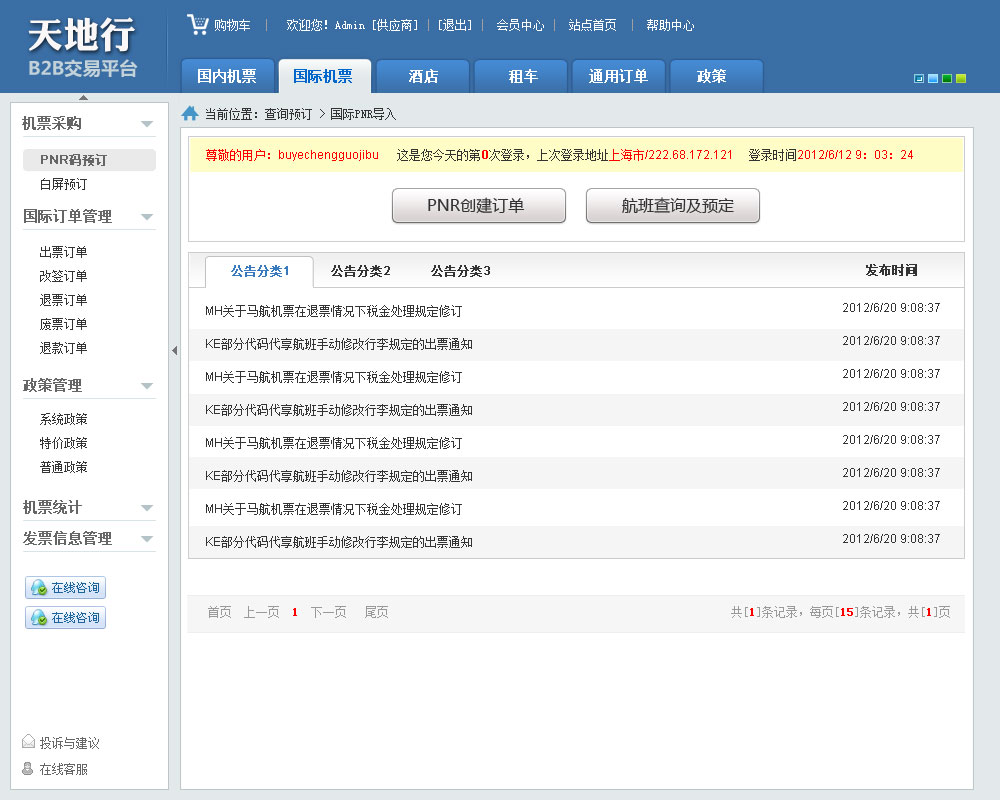 天地行
B2B交易平台
购物车 | 欢迎您! Admin [供应商] | [退出] | 会员中心 | 站点首页 | 帮助中心
国内机票 国际机票 酒店 租车 通用订单 政策
当前位置：查询预订 > 国际PNR导入
机票采购
PNR码预订
白屏预订
国际订单管理
出票订单
改签订单
退票订单
废票订单
退款订单
政策管理
系统政策
特价政策
普通政策
机票统计
发票信息管理
在线咨询
在线咨询
投诉与建议
在线客服
尊敬的用户：buyechengguojibu 这是您今天的第0次登录，上次登录地址上海市/222.68.172.121 登录时间2012/6/12 9：03：24
PNR创建订单 航班查询及预定
公告分类1 公告分类2 公告分类3 发布时间
MH关于马航机票在退票情况下税金处理规定修订 2012/6/20 9:08:37
KE部分代码代享航班手动修改行李规定的出票通知 2012/6/20 9:08:37
MH关于马航机票在退票情况下税金处理规定修订 2012/6/20 9:08:37
KE部分代码代享航班手动修改行李规定的出票通知 2012/6/20 9:08:37
MH关于马航机票在退票情况下税金处理规定修订 2012/6/20 9:08:37
KE部分代码代享航班手动修改行李规定的出票通知 2012/6/20 9:08:37
MH关于马航机票在退票情况下税金处理规定修订 2012/6/20 9:08:37
KE部分代码代享航班手动修改行李规定的出票通知 2012/6/20 9:08:37
首页 上一页 1 下一页 尾页 共[1]条记录，每页[15]条记录，共[1]页